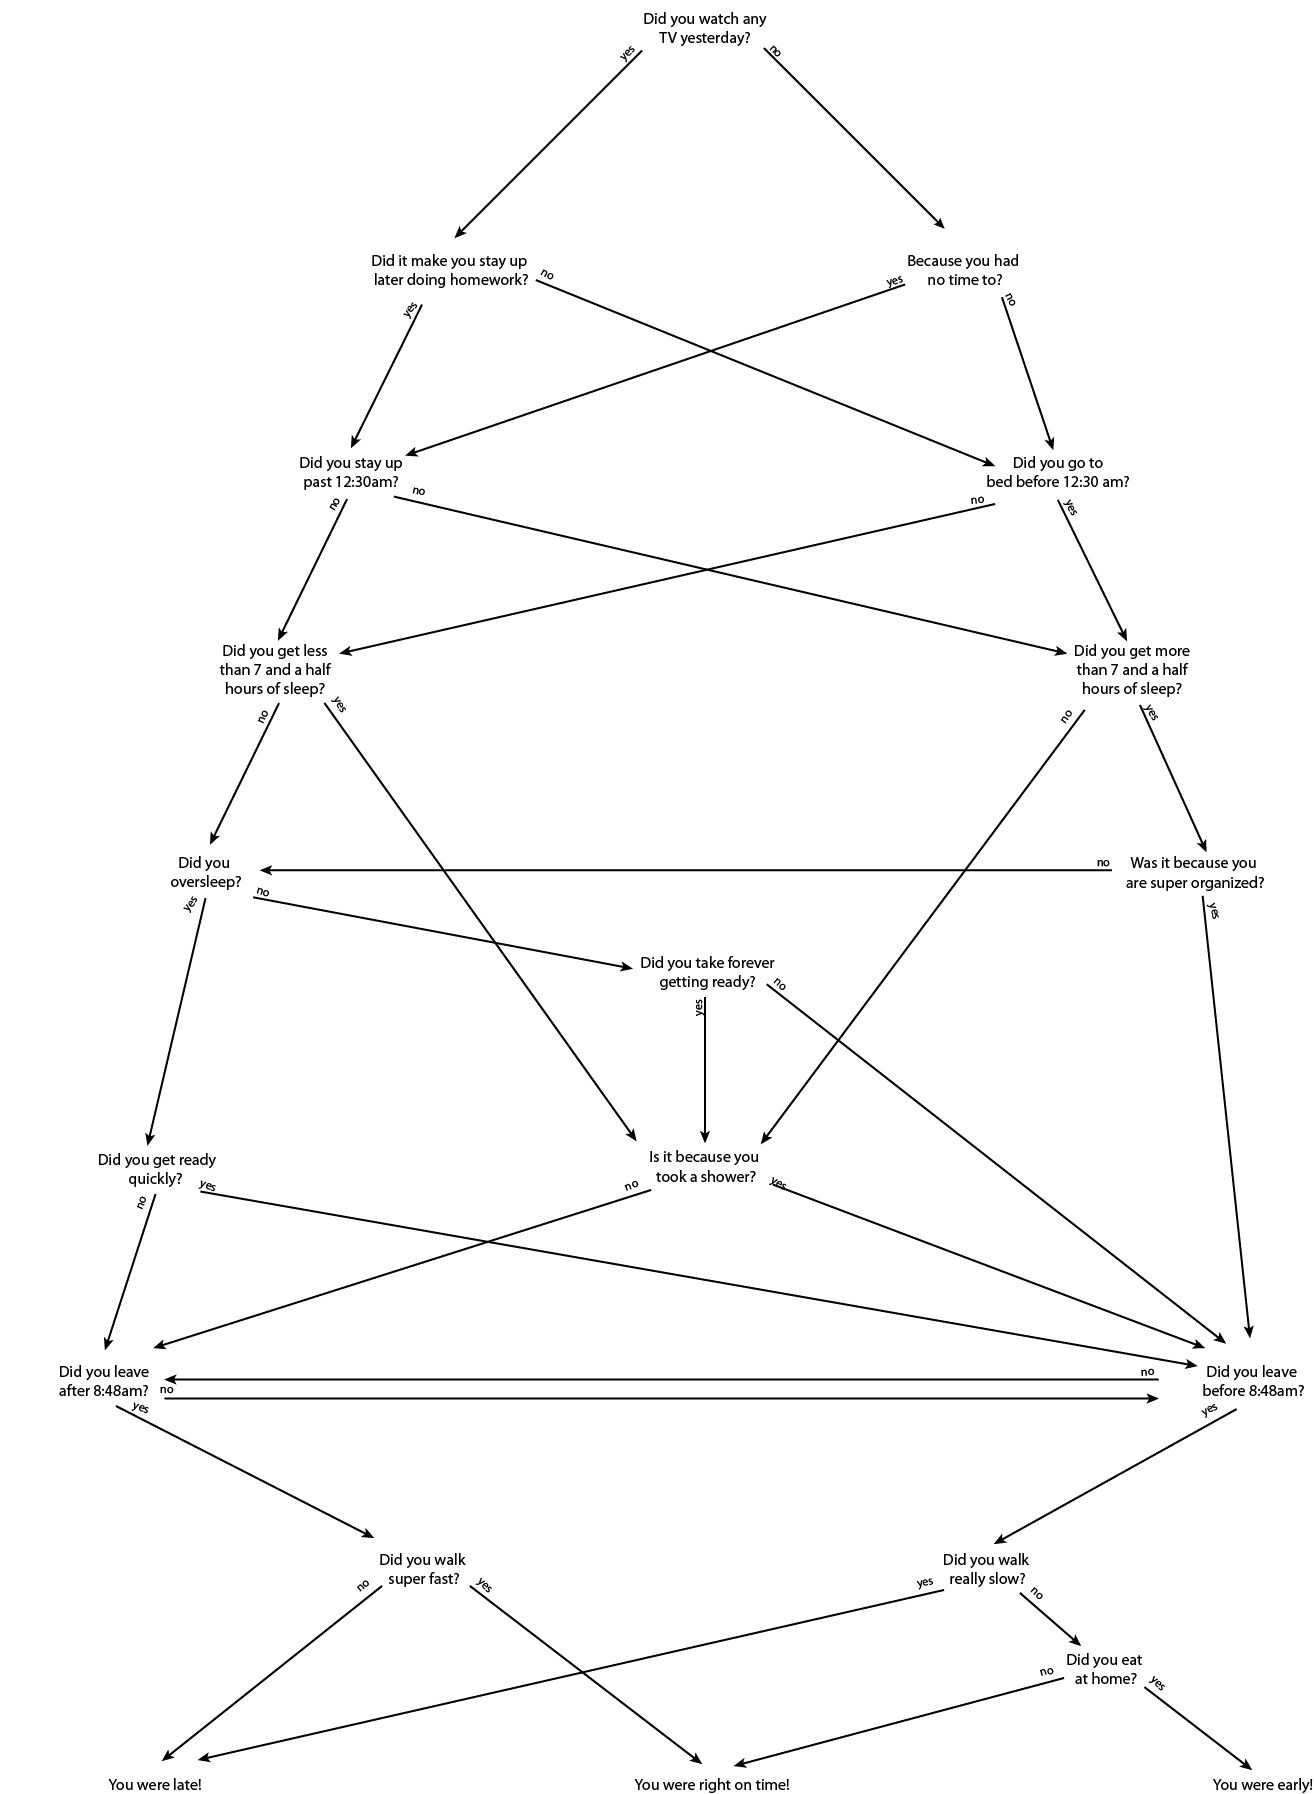 Did you watch any
TV yesterday?
yes
no
Did it make you stay up
later doing homework?
no
yes
Because you had
no time to?
yes
no
Did you stay up
past 12:30am?
no
no
Did you go to
bed before 12:30 am?
no
yes
Did you get less
than 7 and a half
hours of sleep?
no
yes
Did you get more
than 7 and a half
hours of sleep?
no
yes
Did you
oversleep?
yes
no
Was it because you
are super organized?
no
yes
Did you take forever
getting ready?
yes
no
Did you get ready
quickly?
no
yes
Is it because you
took a shower?
no
yes
Did you leave
after 8:48am?
no
yes
Did you leave
before 8:48am?
no
yes
Did you walk
super fast?
no
yes
Did you walk
really slow?
yes
no
Did you eat
at home?
no
yes
You were late!
You were right on time!
You were early!